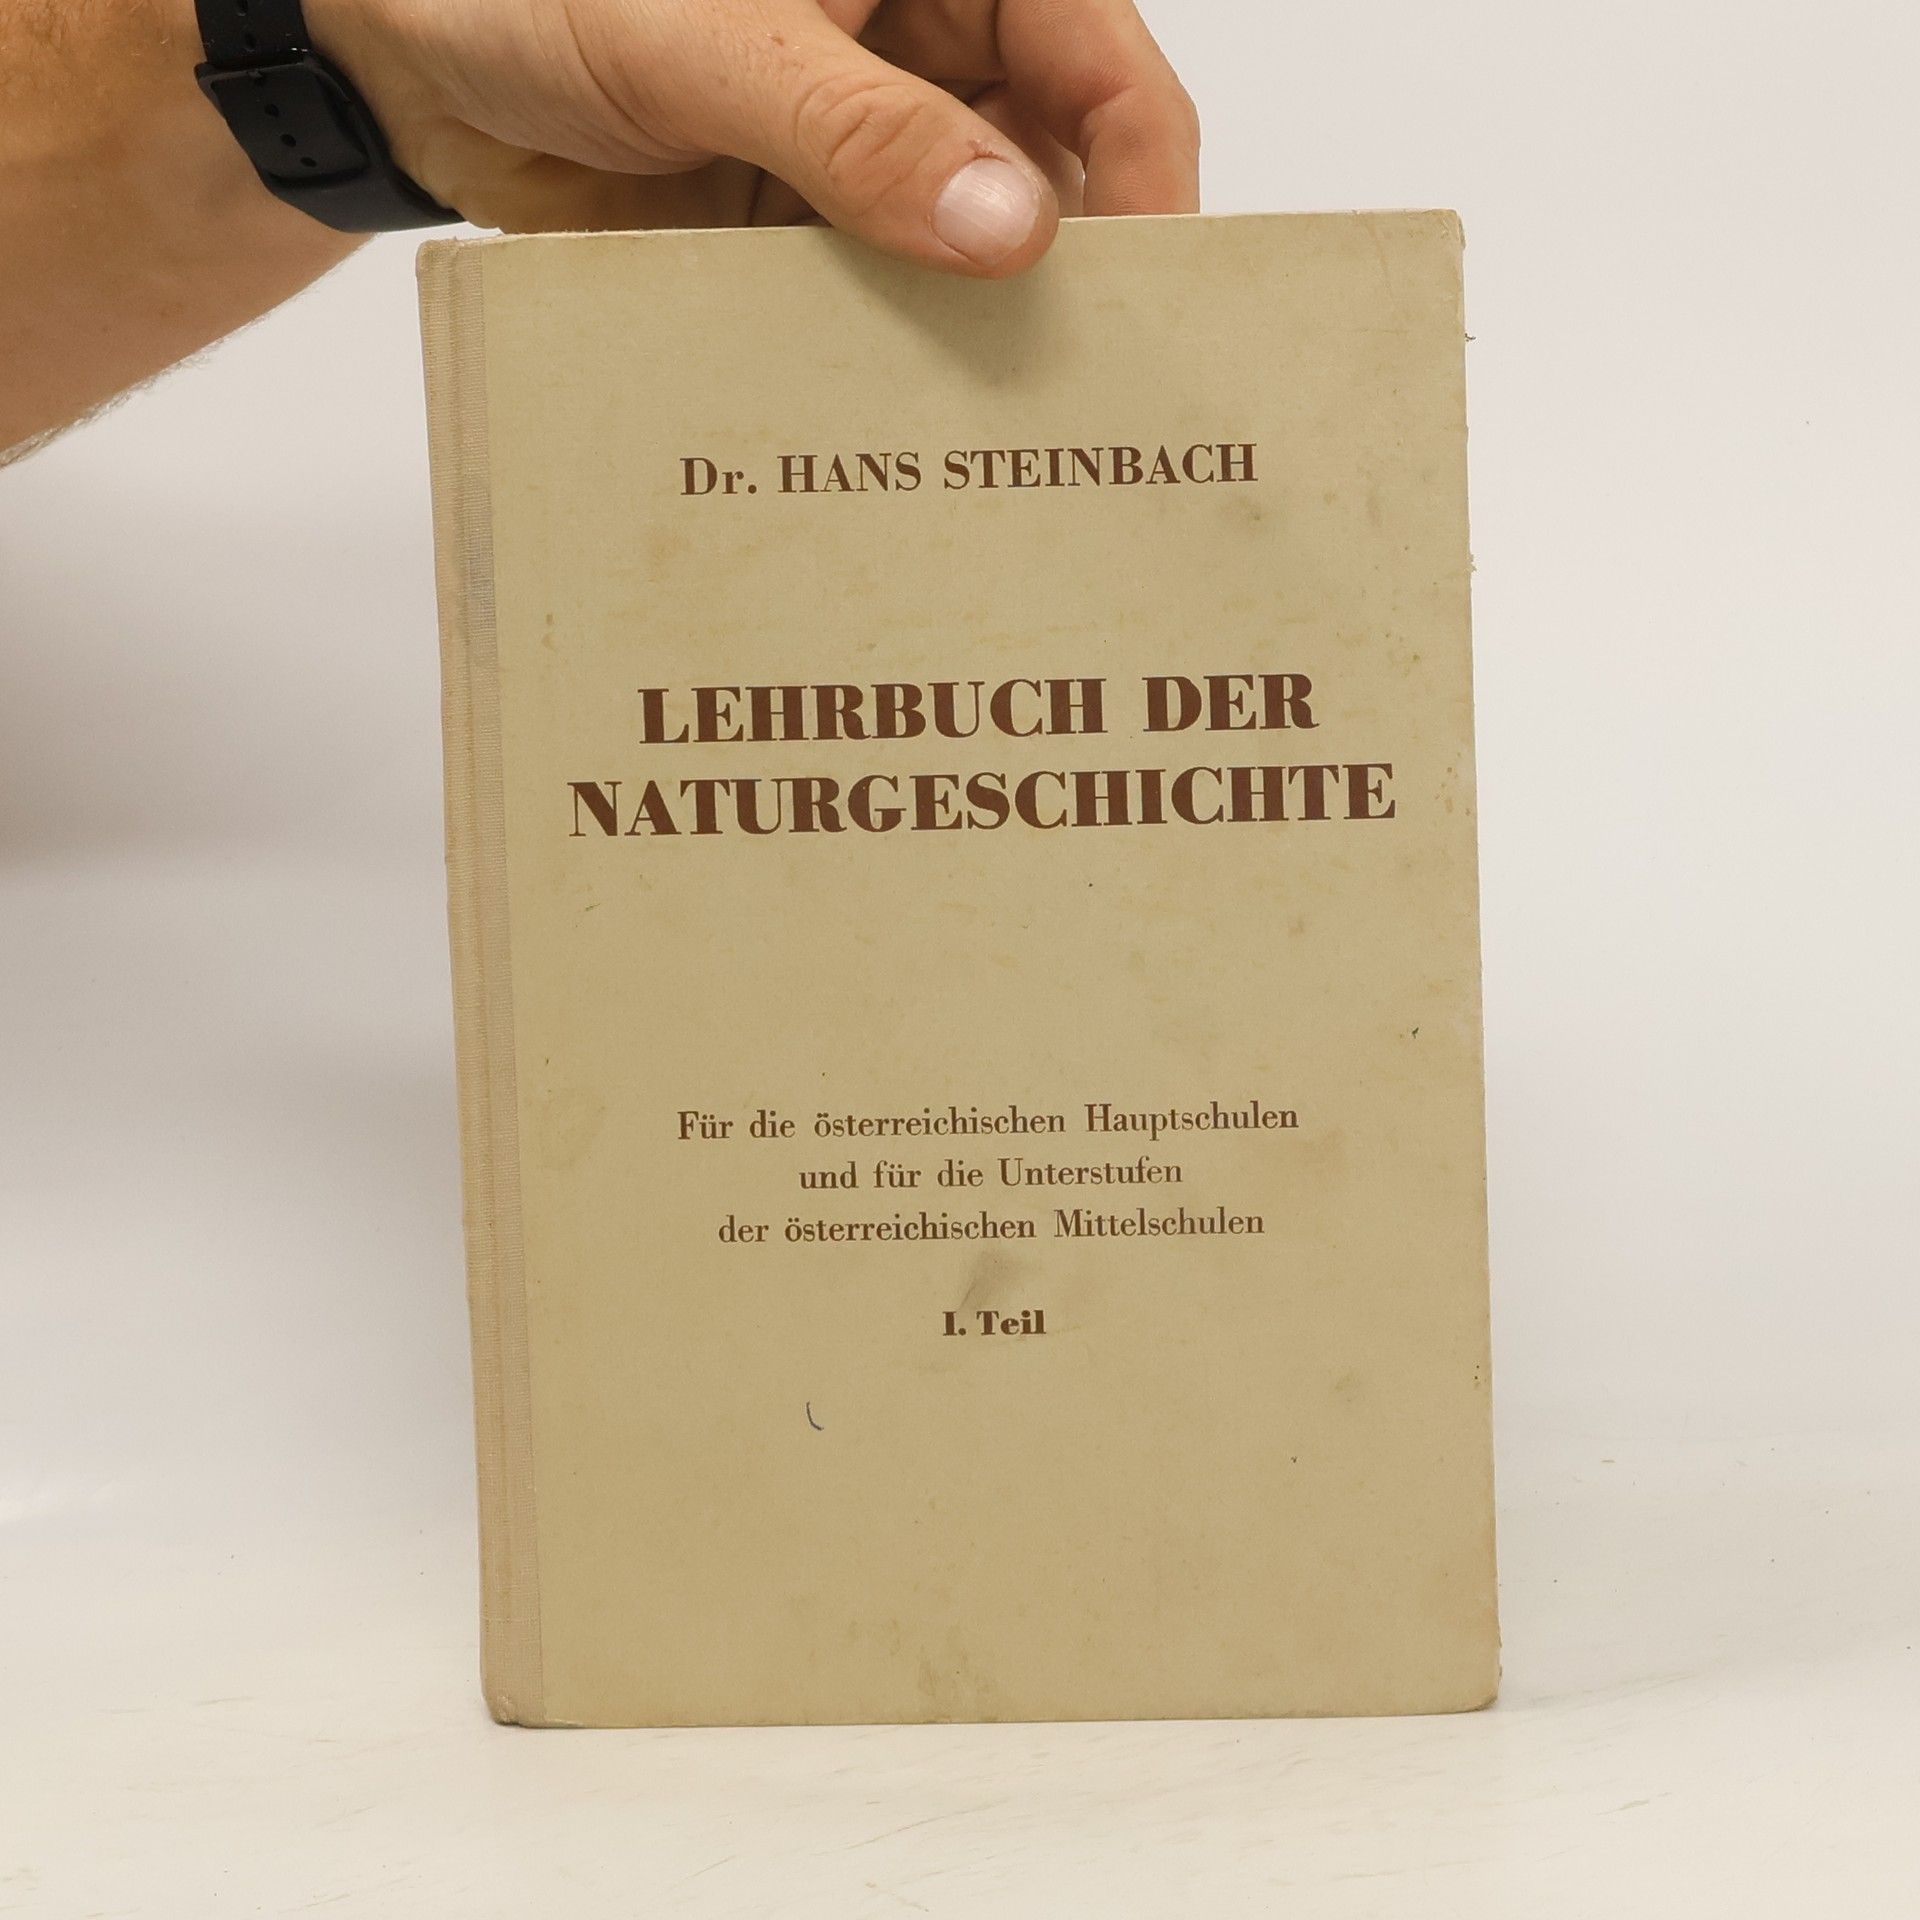 Dr. HANS STEINBACH
LEHRBUCH DER
NATURGESCHICHTE
Für die österreichischen Hauptschulen
und für die Unterstufen
der österreichischen Mittelschulen
I. Teil